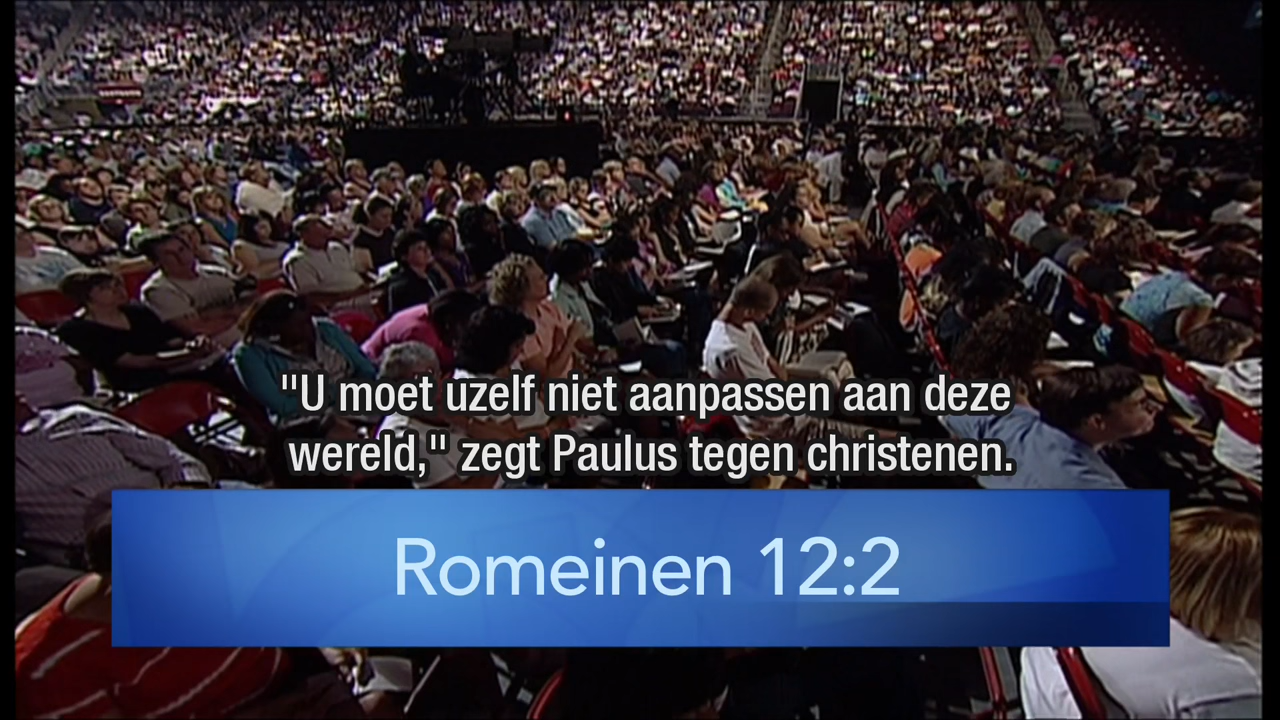 "U moet uzelf niet aanpassen aan deze
wereld," zegt Paulus tegen christenen.
Romeinen 12:2